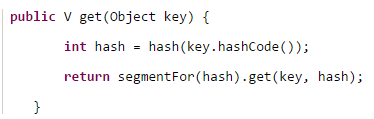 public V get(Object key) {
int hash = hash(key.hashCode());
return segmentFor(hash).get(key, hash);
}